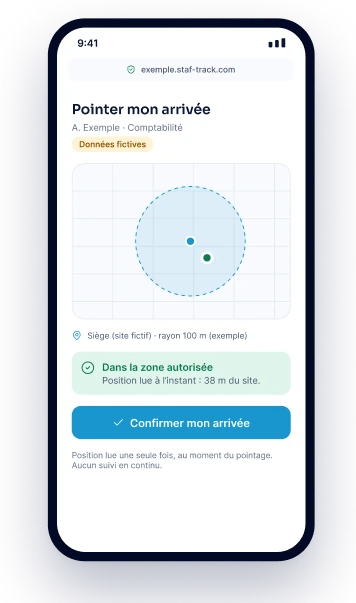 9:41
exemple.staf-track.com
Pointer mon arrivée
A. Exemple · Comptabilité
Données fictives
Siège (site fictif) · rayon 100 m (exemple)
Dans la zone autorisée
Position lue à l'instant : 38 m du site.
Confirmer mon arrivée
Position lue une seule fois, au moment du pointage.
Aucun suivi en continu.